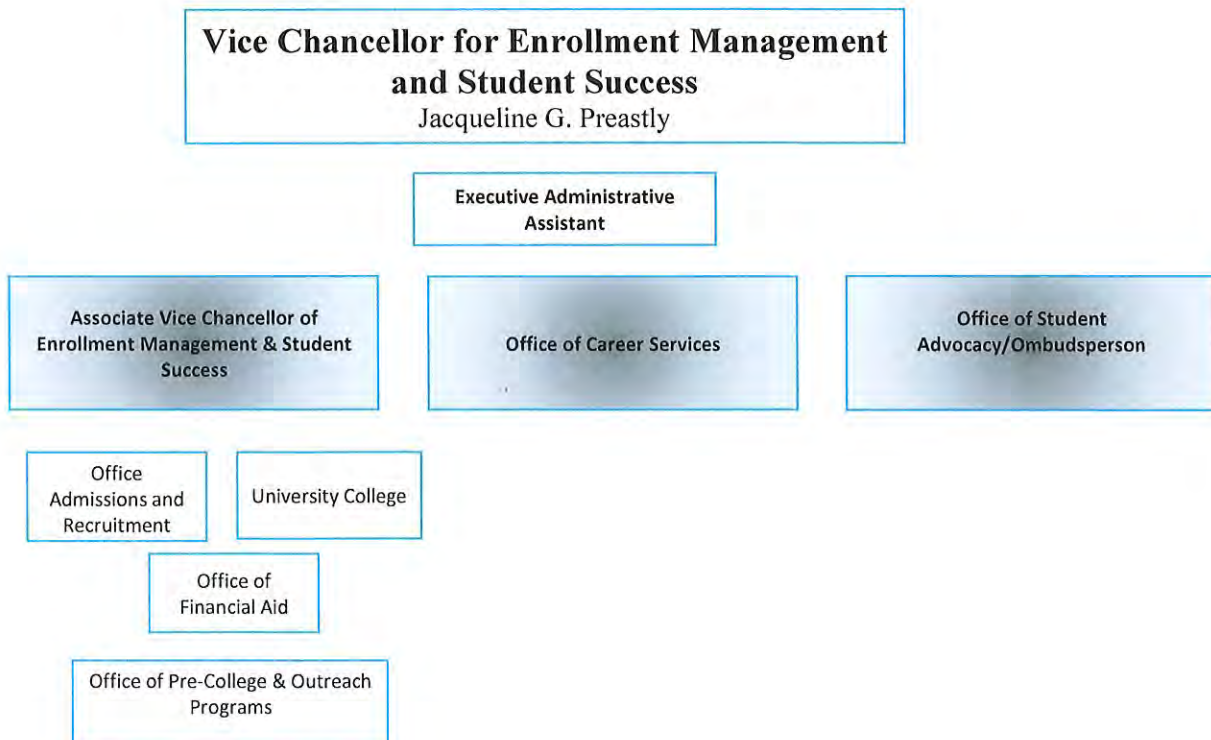 Vice Chancellor for Enrollment Management
and Student Success
Jacqueline G. Preastly
Executive Administrative
Assistant
Associate Vice Chancellor of
Enrollment Management & Student
Success
Office of Career Services
Office of Student
Advocacy/Ombudsperson
Office
Admissions and
Recruitment
University College
Office of
Financial Aid
Office of Pre-College & Outreach
Programs